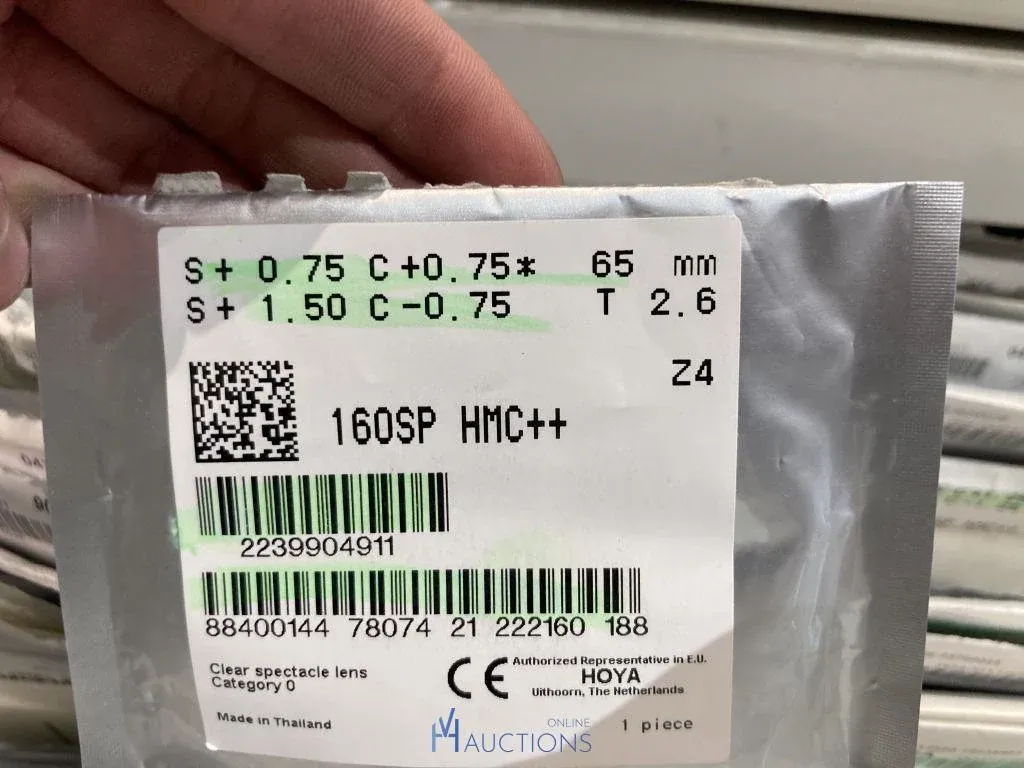 S+ 0.75 C+0.75* 65 mm
S+ 1.50 C-0.75 T 2.6
Z4
160SP HMC++
2239904911
88400144 78074 21 222160 188
Clear spectacle lens
Category 0
CE
Authorized Representative in E.U.
HOYA
Uithoorn, The Netherlands
Made in Thailand
1 piece
VH ONLINE
AUCTIONS